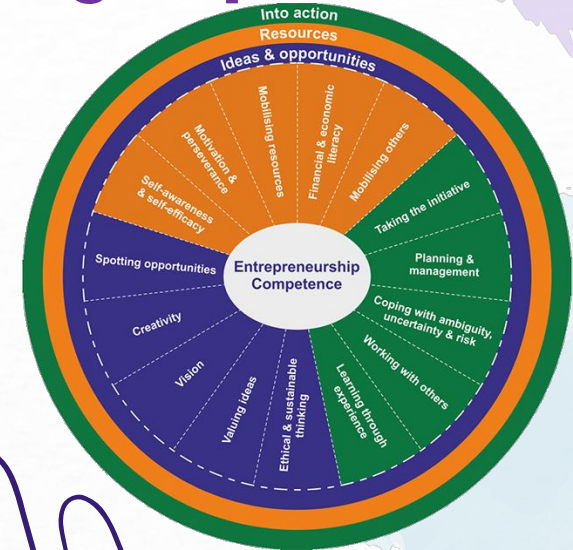 Into action
Resources
Ideas & opportunities
Self-awareness
& self-efficacy
Motivation &
perseverance
Mobilising resources
Financial & economic
literacy
Mobilising others
Taking the initiative
Planning &
management
Coping with ambiguity,
uncertainty & risk
Working with others
Learning through
experience
Ethical & sustainable
thinking
Valuing ideas
Vision
Creativity
Spotting opportunities
Entrepreneurship
Competence